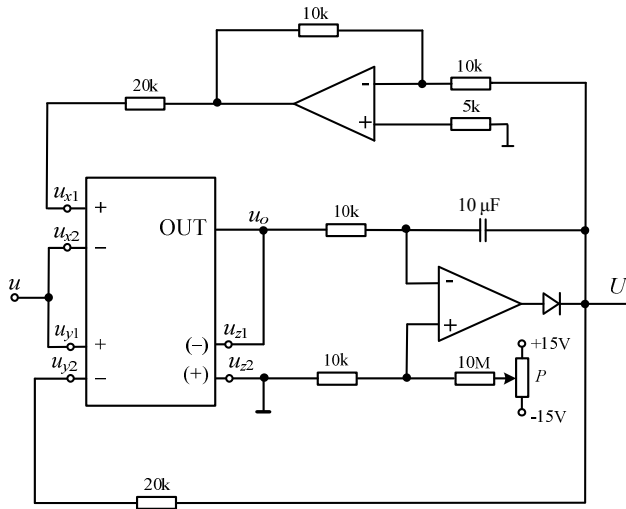 10k
20k
10k
-
+
5k
u_x1
+
OUT
u_o
10k
10 μF
u_x2
−
u
-
+
U
u_y1
+
(−)
u_z1
u_y2
−
(+)
u_z2
10k
10M
+15V
P
-15V
20k